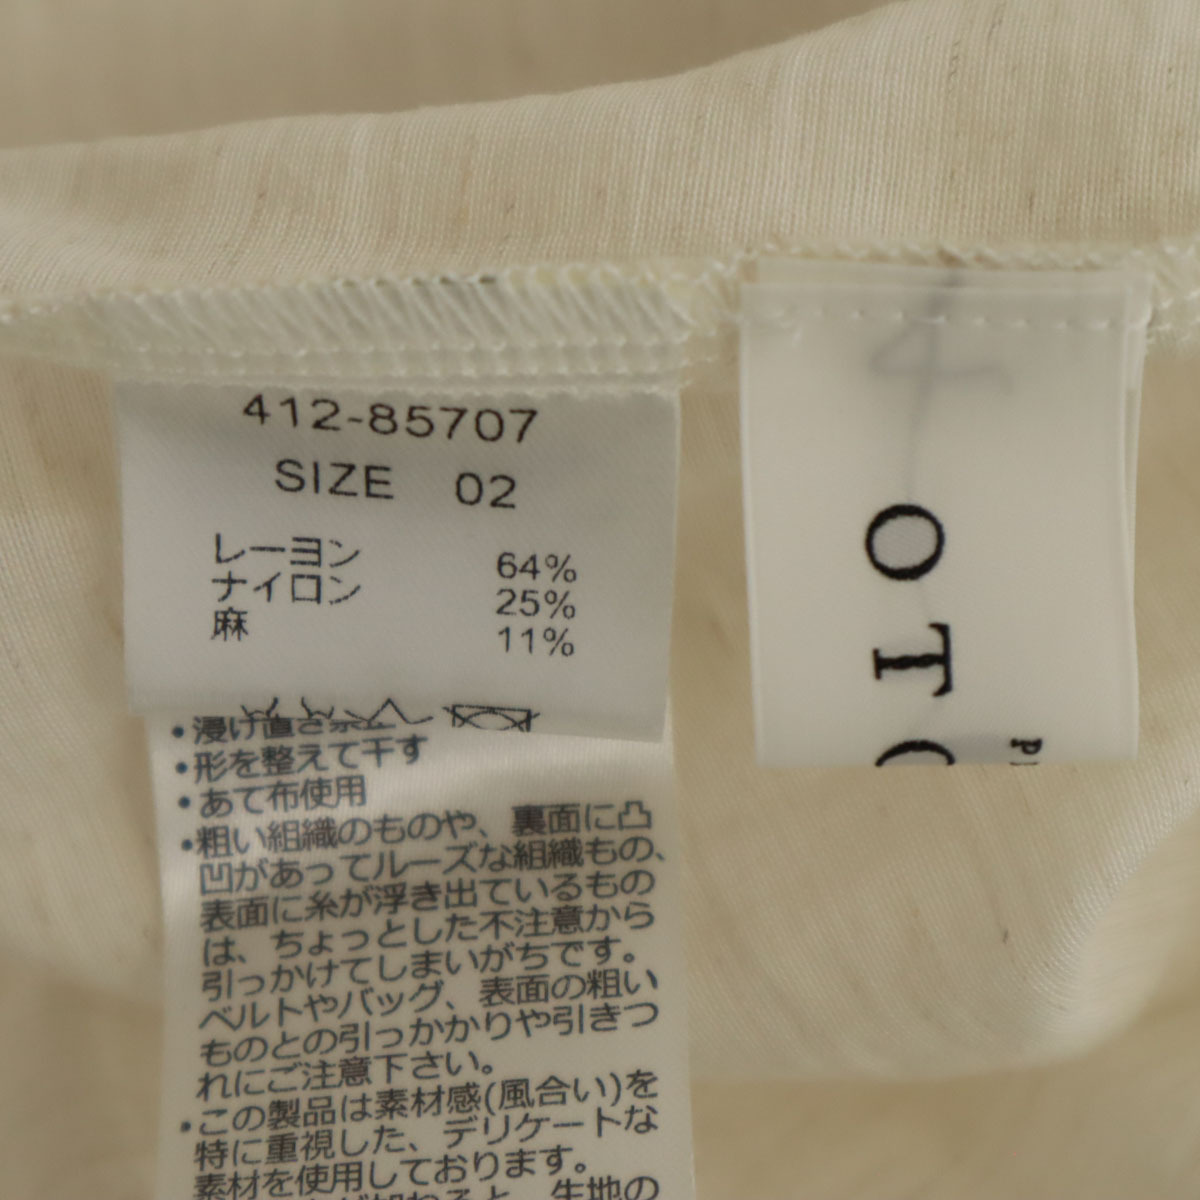 412-85707
SIZE 02
レーヨン 64%
ナイロン 25%
麻 11%
・形を整えて干す
・あて布使用
・粗い組織のものや、裏面に凸
凹があってルーズな組織もの、
表面に糸が浮き出ているもの
は、ちょっとした不注意から
引っかけてしまいがちです。
ベルトやバッグ、表面の粗い
ものとの引っかかりや引きつ
れにご注意下さい。
・この製品は素材感(風合い)を
特に重視した、デリケートな
素材を使用しております。
生地の
4
OT